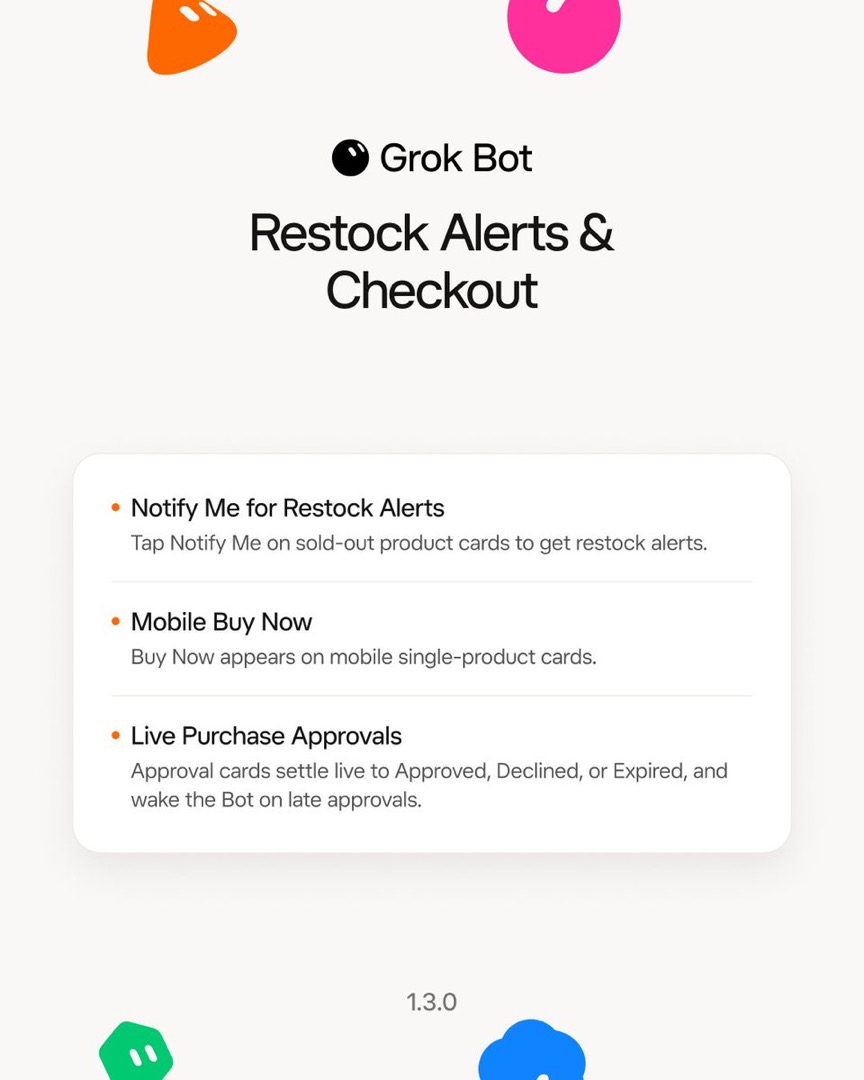 Grok Bot
Restock Alerts &
Checkout
Notify Me for Restock Alerts
Tap Notify Me on sold-out product cards to get restock alerts.
Mobile Buy Now
Buy Now appears on mobile single-product cards.
Live Purchase Approvals
Approval cards settle live to Approved, Declined, or Expired, and
wake the Bot on late approvals.
1.3.0